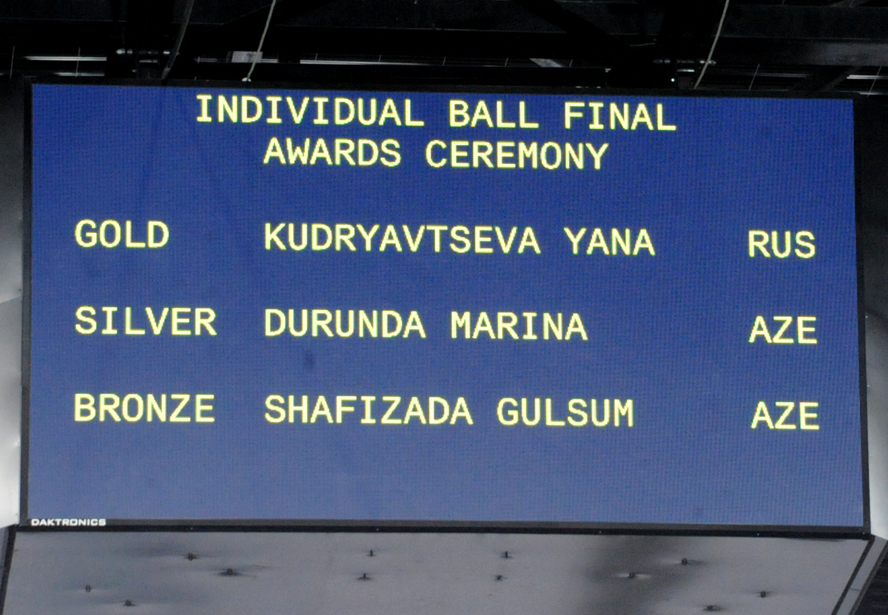 INDIVIDUAL BALL FINAL
AWARDS CEREMONY
GOLD KUDRYAVTSEVA YANA RUS
SILVER DURUNDA MARINA AZE
BRONZE SHAFIZADA GULSUM AZE
DAKTRONICS